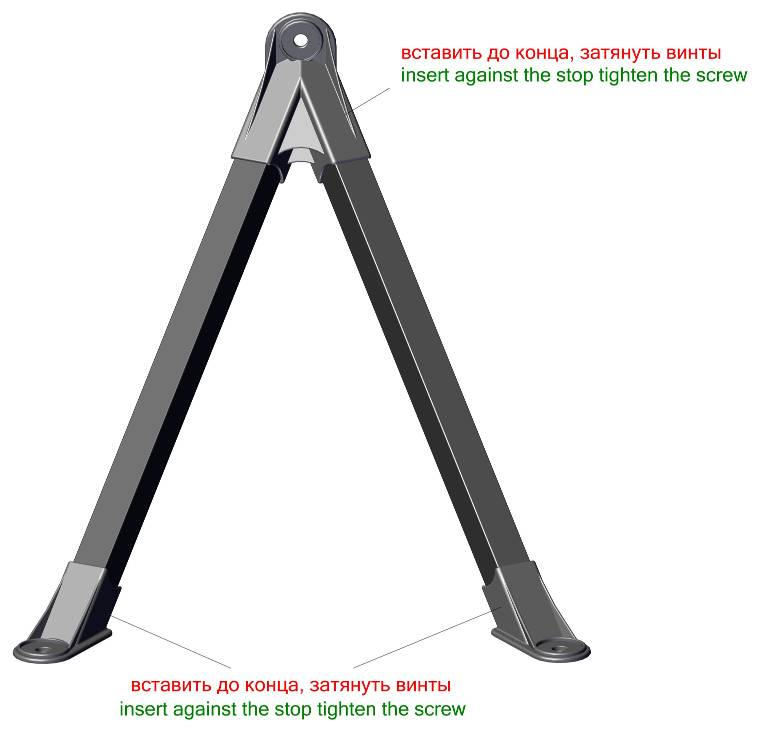 вставить до конца, затянуть винты
insert against the stop tighten the screw
вставить до конца, затянуть винты
insert against the stop tighten the screw